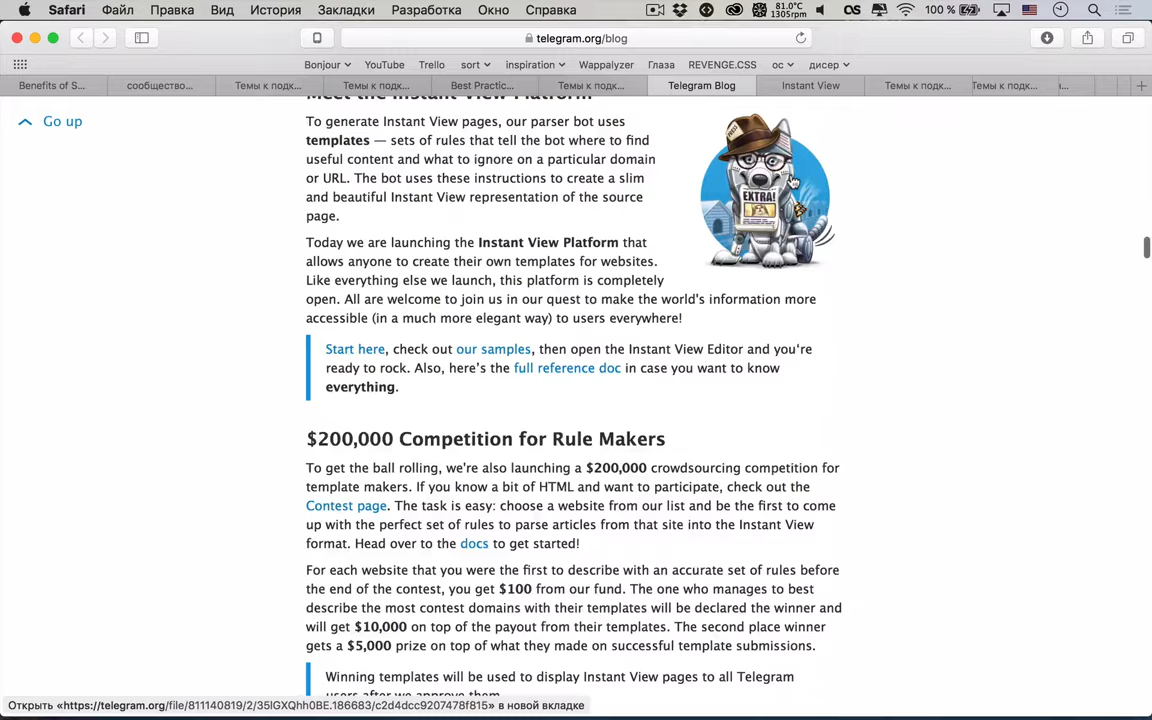 Safari Файл Правка Вид История Закладки Разработка Окно Справка 81.0°C 1305rpm 100 %
telegram.org/blog
Bonjour YouTube Trello sort inspiration Wappalyzer Глаза REVENGE.CSS ос дисер
Benefits of S... сообщество... Темы к подк... Темы к подк... Best Practic... Темы к подк... Telegram Blog Instant View Темы к подк... Темы к подк...
Meet the Instant View Platform
Go up
To generate Instant View pages, our parser bot uses
templates — sets of rules that tell the bot where to find
useful content and what to ignore on a particular domain
or URL. The bot uses these instructions to create a slim
and beautiful Instant View representation of the source
page.
PRESS
EXTRA!
Today we are launching the Instant View Platform that
allows anyone to create their own templates for websites.
Like everything else we launch, this platform is completely
open. All are welcome to join us in our quest to make the world's information more
accessible (in a much more elegant way) to users everywhere!
Start here, check out our samples, then open the Instant View Editor and you‘re
ready to rock. Also, here’s the full reference doc in case you want to know
everything.
$200,000 Competition for Rule Makers
To get the ball rolling, we're also launching a $200,000 crowdsourcing competition for
template makers. If you know a bit of HTML and want to participate, check out the
Contest page. The task is easy: choose a website from our list and be the first to come
up with the perfect set of rules to parse articles from that site into the Instant View
format. Head over to the docs to get started!
For each website that you were the first to describe with an accurate set of rules before
the end of the contest, you get $100 from our fund. The one who manages to best
describe the most contest domains with their templates will be declared the winner and
will get $10,000 on top of the payout from their templates. The second place winner
gets a $5,000 prize on top of what they made on successful template submissions.
Winning templates will be used to display Instant View pages to all Telegram
users after we approve them.
Открыть «https://telegram.org/file/811140819/2/35lGXQhh0BE.186683/c2d4dcc9207478f815» в новой вкладке